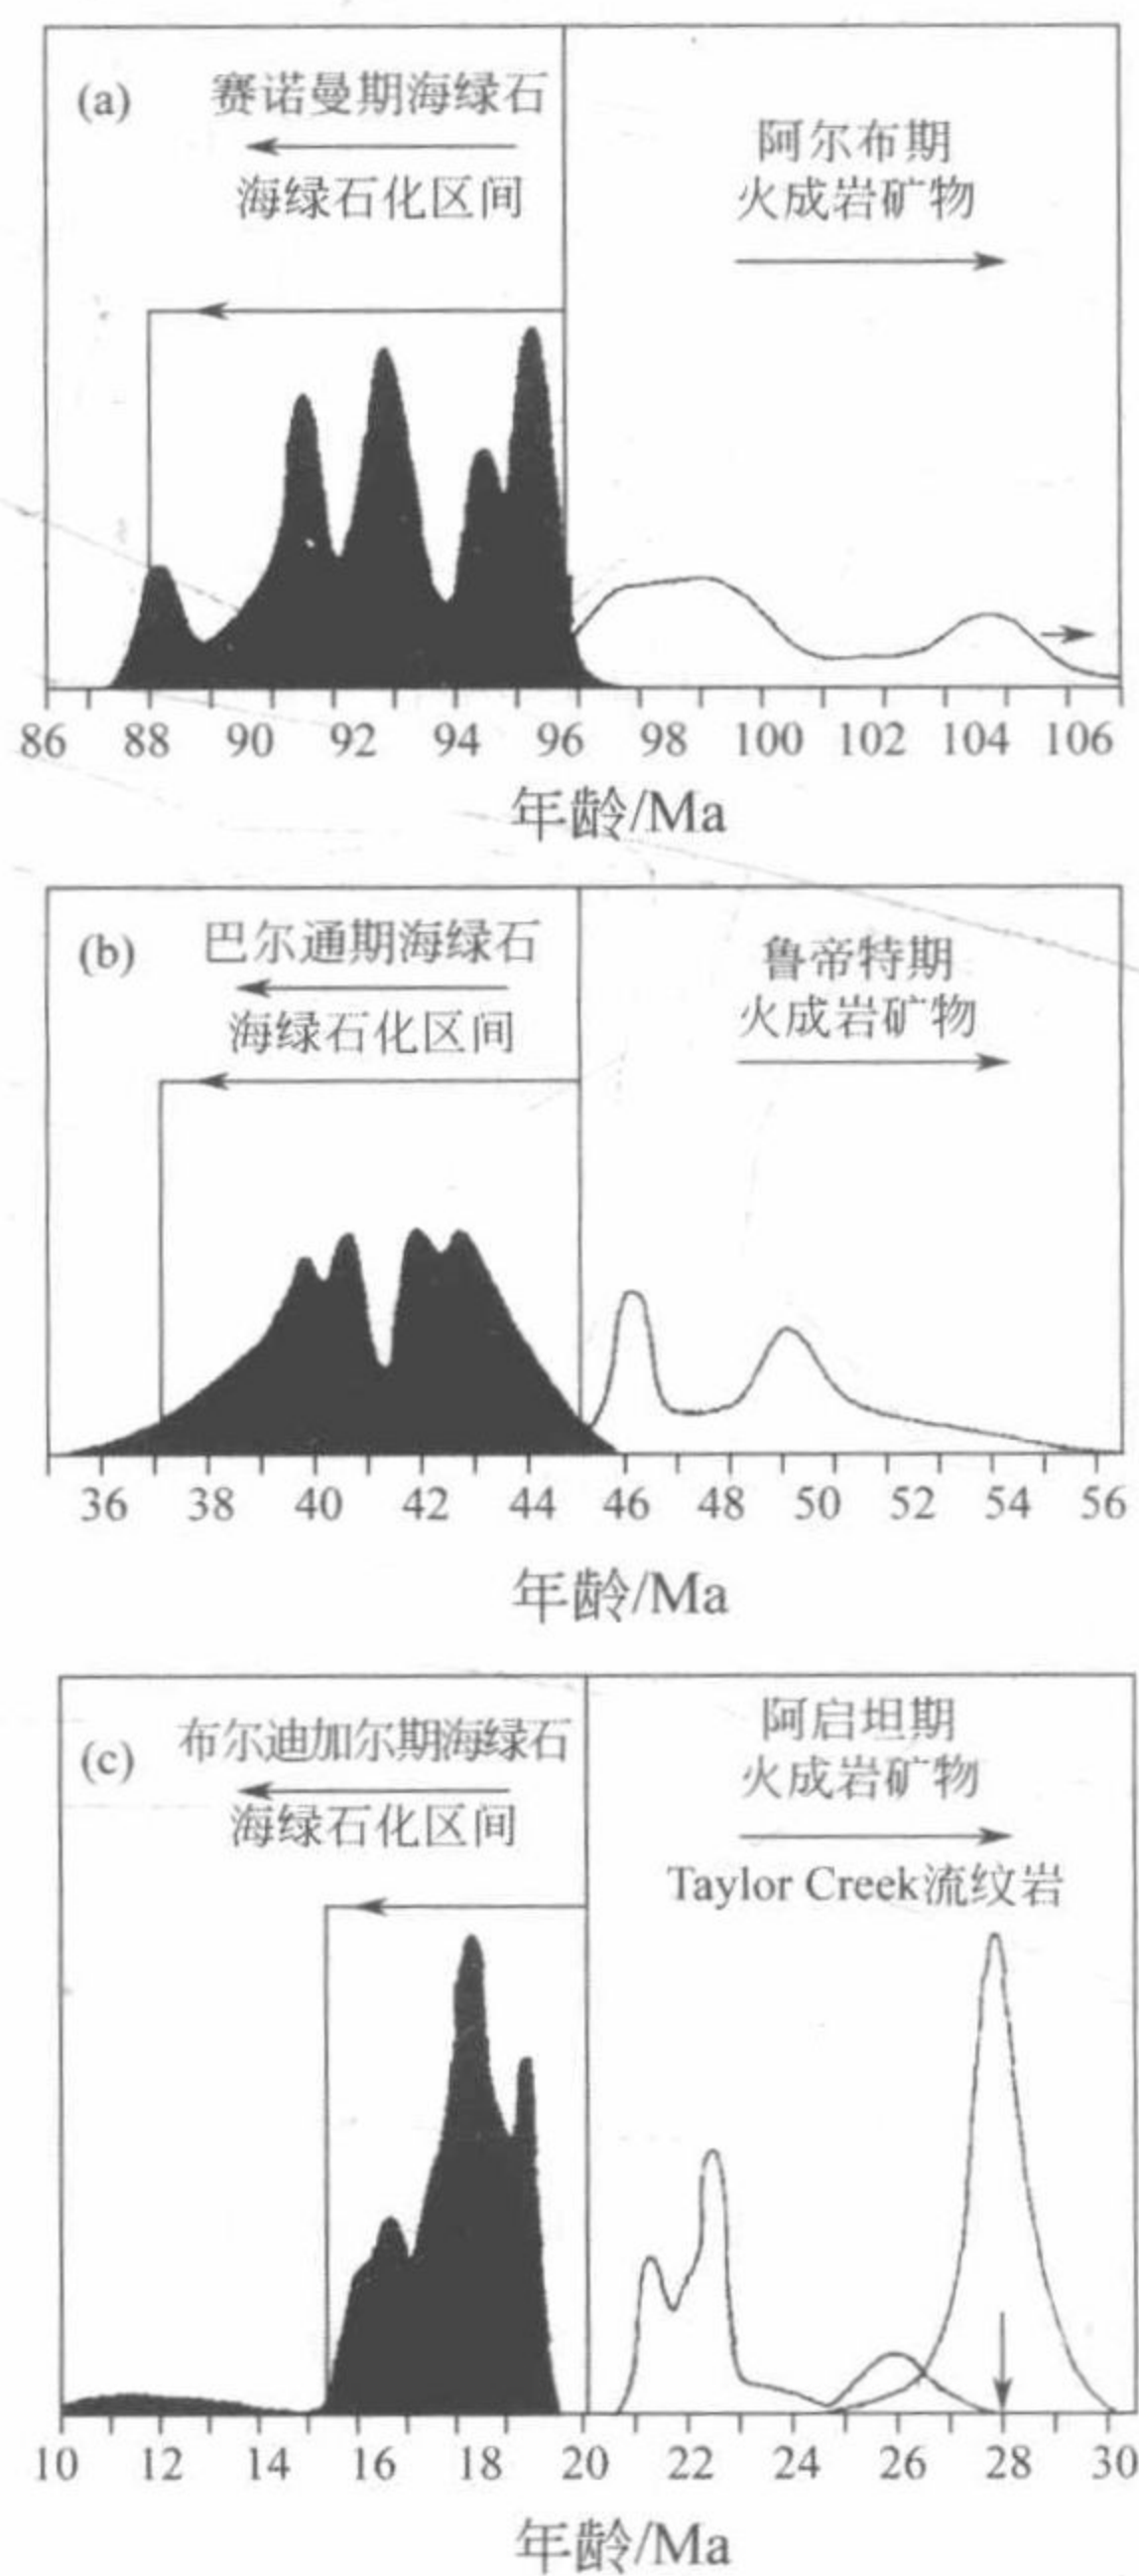 (a)
赛诺曼期海绿石
海绿石化区间
阿尔布期
火成岩矿物
86 88 90 92 94 96 98 100 102 104 106
年龄/Ma
(b)
巴尔通期海绿石
海绿石化区间
鲁帝特期
火成岩矿物
36 38 40 42 44 46 48 50 52 54 56
年龄/Ma
(c)
布尔迪加尔期海绿石
海绿石化区间
阿启坦期
火成岩矿物
Taylor Creek流纹岩
10 12 14 16 18 20 22 24 26 28 30
年龄/Ma